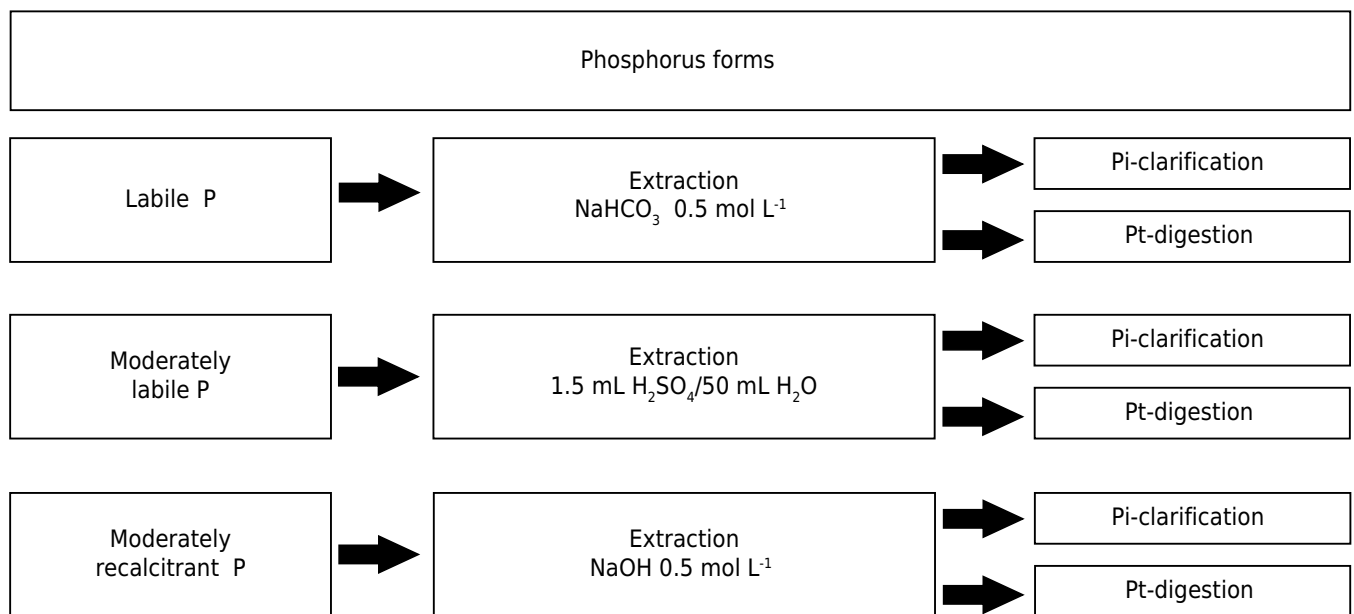 Phosphorus forms
Labile P
Extraction
NaHCO₃ 0.5 mol L⁻¹
Pi-clarification
Pt-digestion
Moderately
labile P
Extraction
1.5 mL H₂SO₄/50 mL H₂O
Pi-clarification
Pt-digestion
Moderately
recalcitrant P
Extraction
NaOH 0.5 mol L⁻¹
Pi-clarification
Pt-digestion